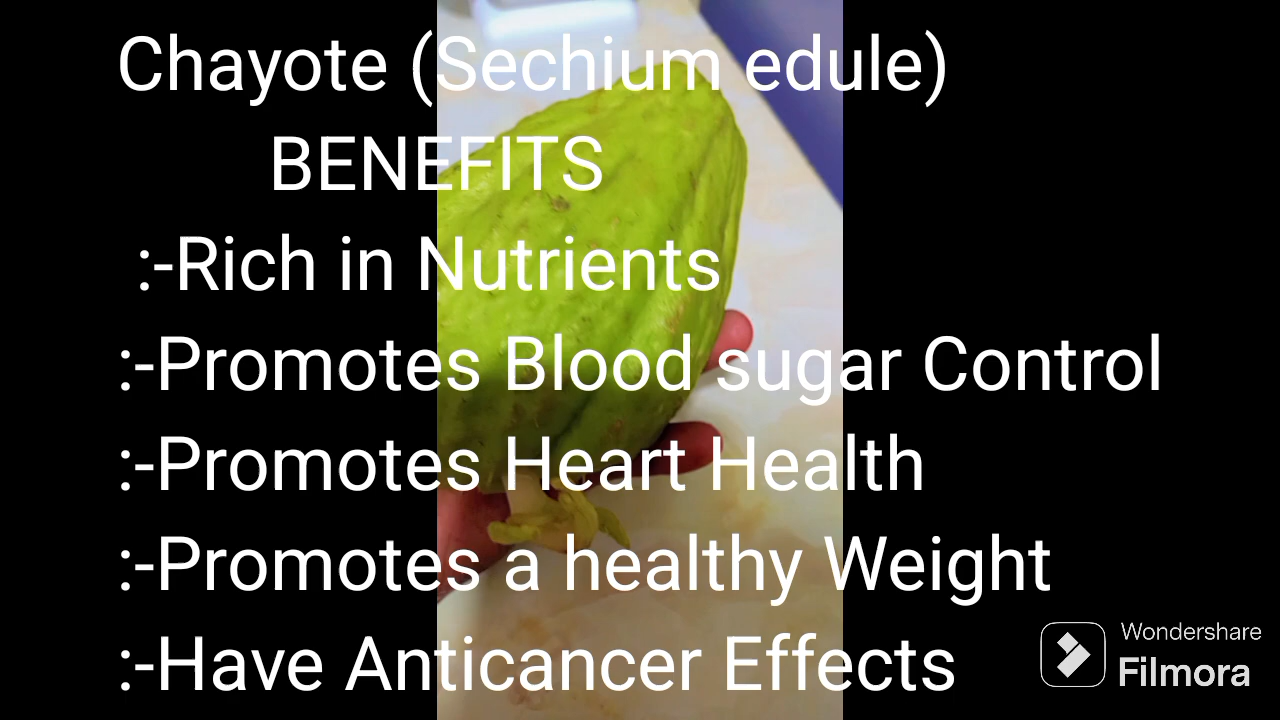 Chayote (Sechium edule)
BENEFITS
:-Rich in Nutrients
:-Promotes Blood sugar Control
:-Promotes Heart Health
:-Promotes a healthy Weight
:-Have Anticancer Effects
Wondershare
Filmora